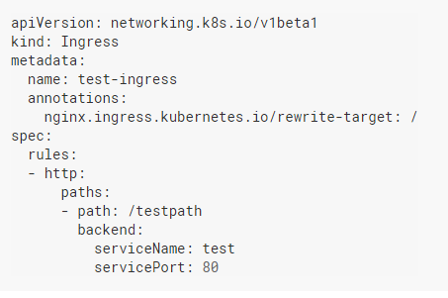 apiVersion: networking.k8s.io/v1beta1
kind: Ingress
metadata:
  name: test-ingress
  annotations:
    nginx.ingress.kubernetes.io/rewrite-target: /
spec:
  rules:
  - http:
      paths:
      - path: /testpath
        backend:
          serviceName: test
          servicePort: 80